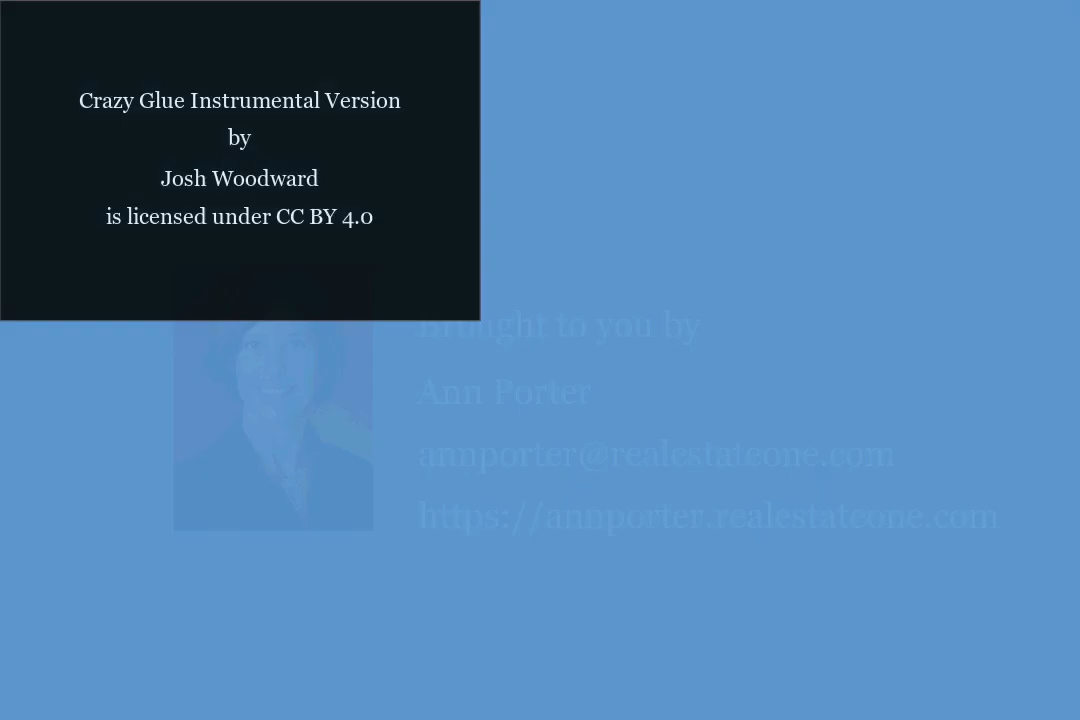 Crazy Glue Instrumental Version
by
Josh Woodward
is licensed under CC BY 4.0
Brought to you by
Ann Porter
annporter@realestateone.com
https://annporter.realestateone.com